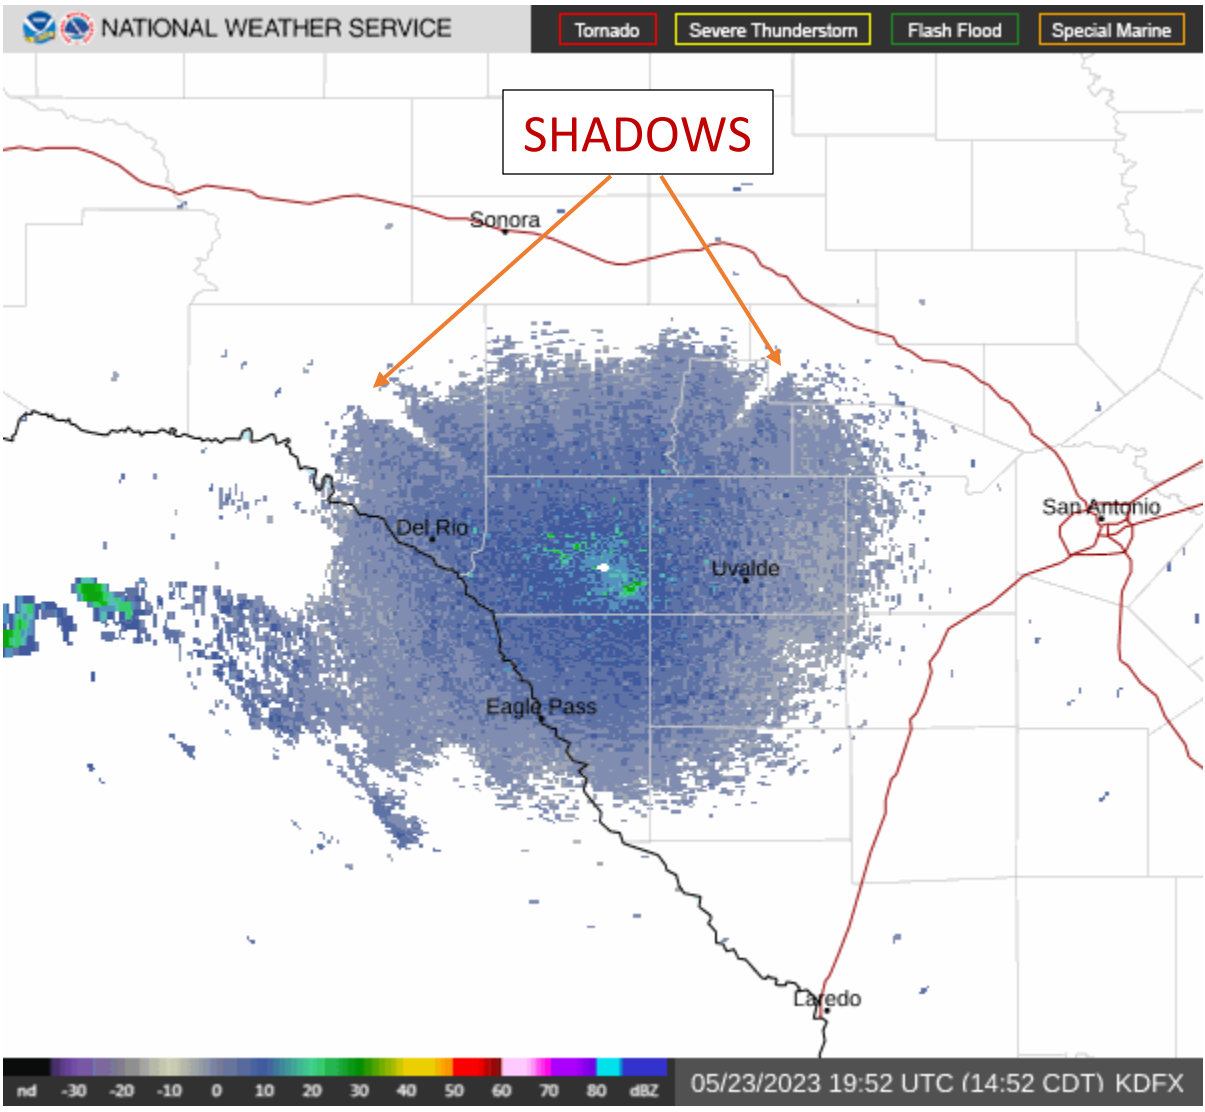 NATIONAL WEATHER SERVICE
Tornado
Severe Thunderstorm
Flash Flood
Special Marine
SHADOWS
Sonora
San Antonio
Del Rio
Uvalde
Eagle Pass
Laredo
nd -30 -20 -10 0 10 20 30 40 50 60 70 80 dBZ
05/23/2023 19:52 UTC (14:52 CDT) KDFX